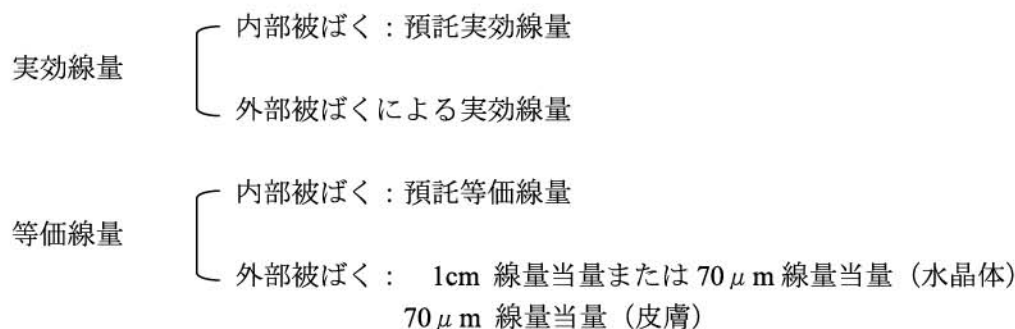 内部被ばく：預託実効線量
実効線量
外部被ばくによる実効線量
内部被ばく：預託等価線量
等価線量
外部被ばく： 1cm 線量当量または 70μm 線量当量（水晶体）
70μm 線量当量（皮膚）